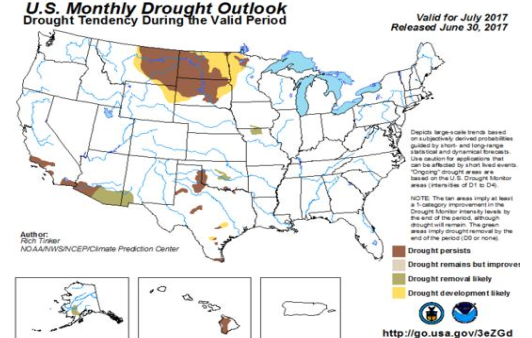 U.S. Monthly Drought Outlook
Drought Tendency During the Valid Period
Valid for July 2017
Released June 30, 2017
Depicts large-scale trends based
on subjectively derived probabilities
guided by short- and long-range
statistical and dynamical forecasts.
Use caution for applications that
can be affected by short lived events.
"Ongoing" drought areas are
based on the U.S. Drought Monitor
areas (intensities of D1 to D4).
NOTE: The tan areas imply at least
a 1-category improvement in the
Drought Monitor intensity levels by
the end of the period, although
drought will remain. The green
areas imply drought removal by the
end of the period (D0 or none).
Author:
Rich Tinker
NOAA/NWS/NCEP/Climate Prediction Center
Drought persists
Drought remains but improves
Drought removal likely
Drought development likely
http://go.usa.gov/3eZGd